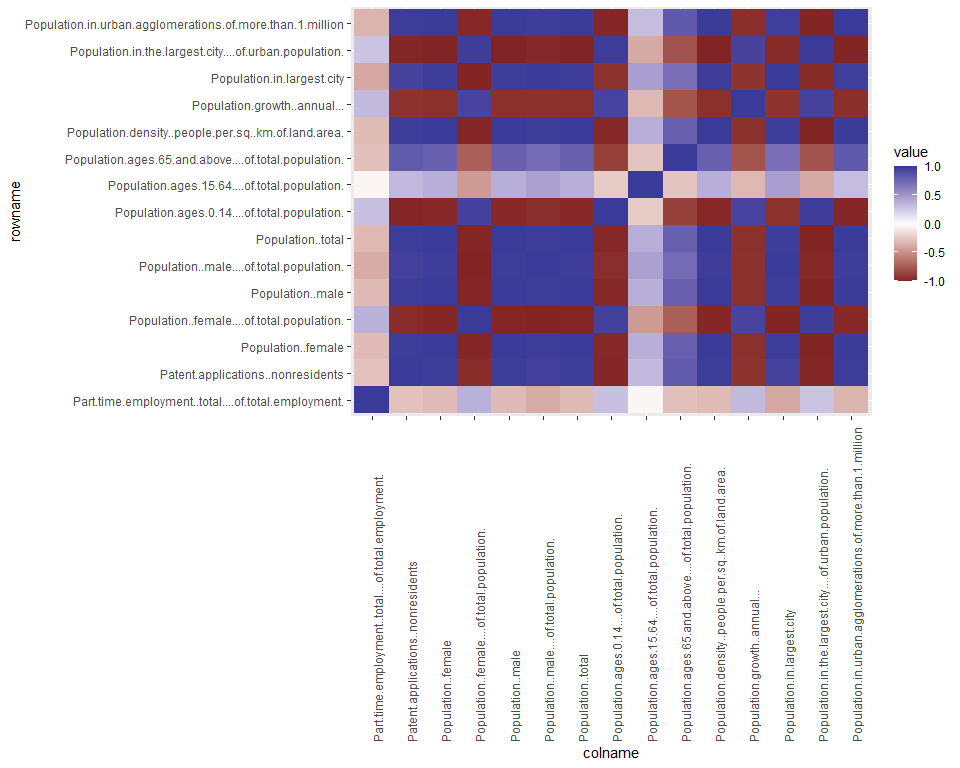 Population.in.urban.agglomerations.of.more.than.1.million
Population.in.the.largest.city....of.urban.population.
Population.in.largest.city
Population.growth..annual...
Population.density..people.per.sq..km.of.land.area.
Population.ages.65.and.above....of.total.population.
Population.ages.15.64....of.total.population.
Population.ages.0.14....of.total.population.
Population..total
Population..male....of.total.population.
Population..male
Population..female....of.total.population.
Population..female
Patent.applications..nonresidents
Part.time.employment..total....of.total.employment.
rowname
value
1.0
0.5
0.0
-0.5
-1.0
Part.time.employment..total....of.total.employment.
Patent.applications..nonresidents
Population..female
Population..female....of.total.population.
Population..male
Population..male....of.total.population.
Population..total
Population.ages.0.14....of.total.population.
Population.ages.15.64....of.total.population.
Population.ages.65.and.above....of.total.population.
Population.density..people.per.sq..km.of.land.area.
Population.growth..annual...
Population.in.largest.city
Population.in.the.largest.city....of.urban.population.
Population.in.urban.agglomerations.of.more.than.1.million
colname